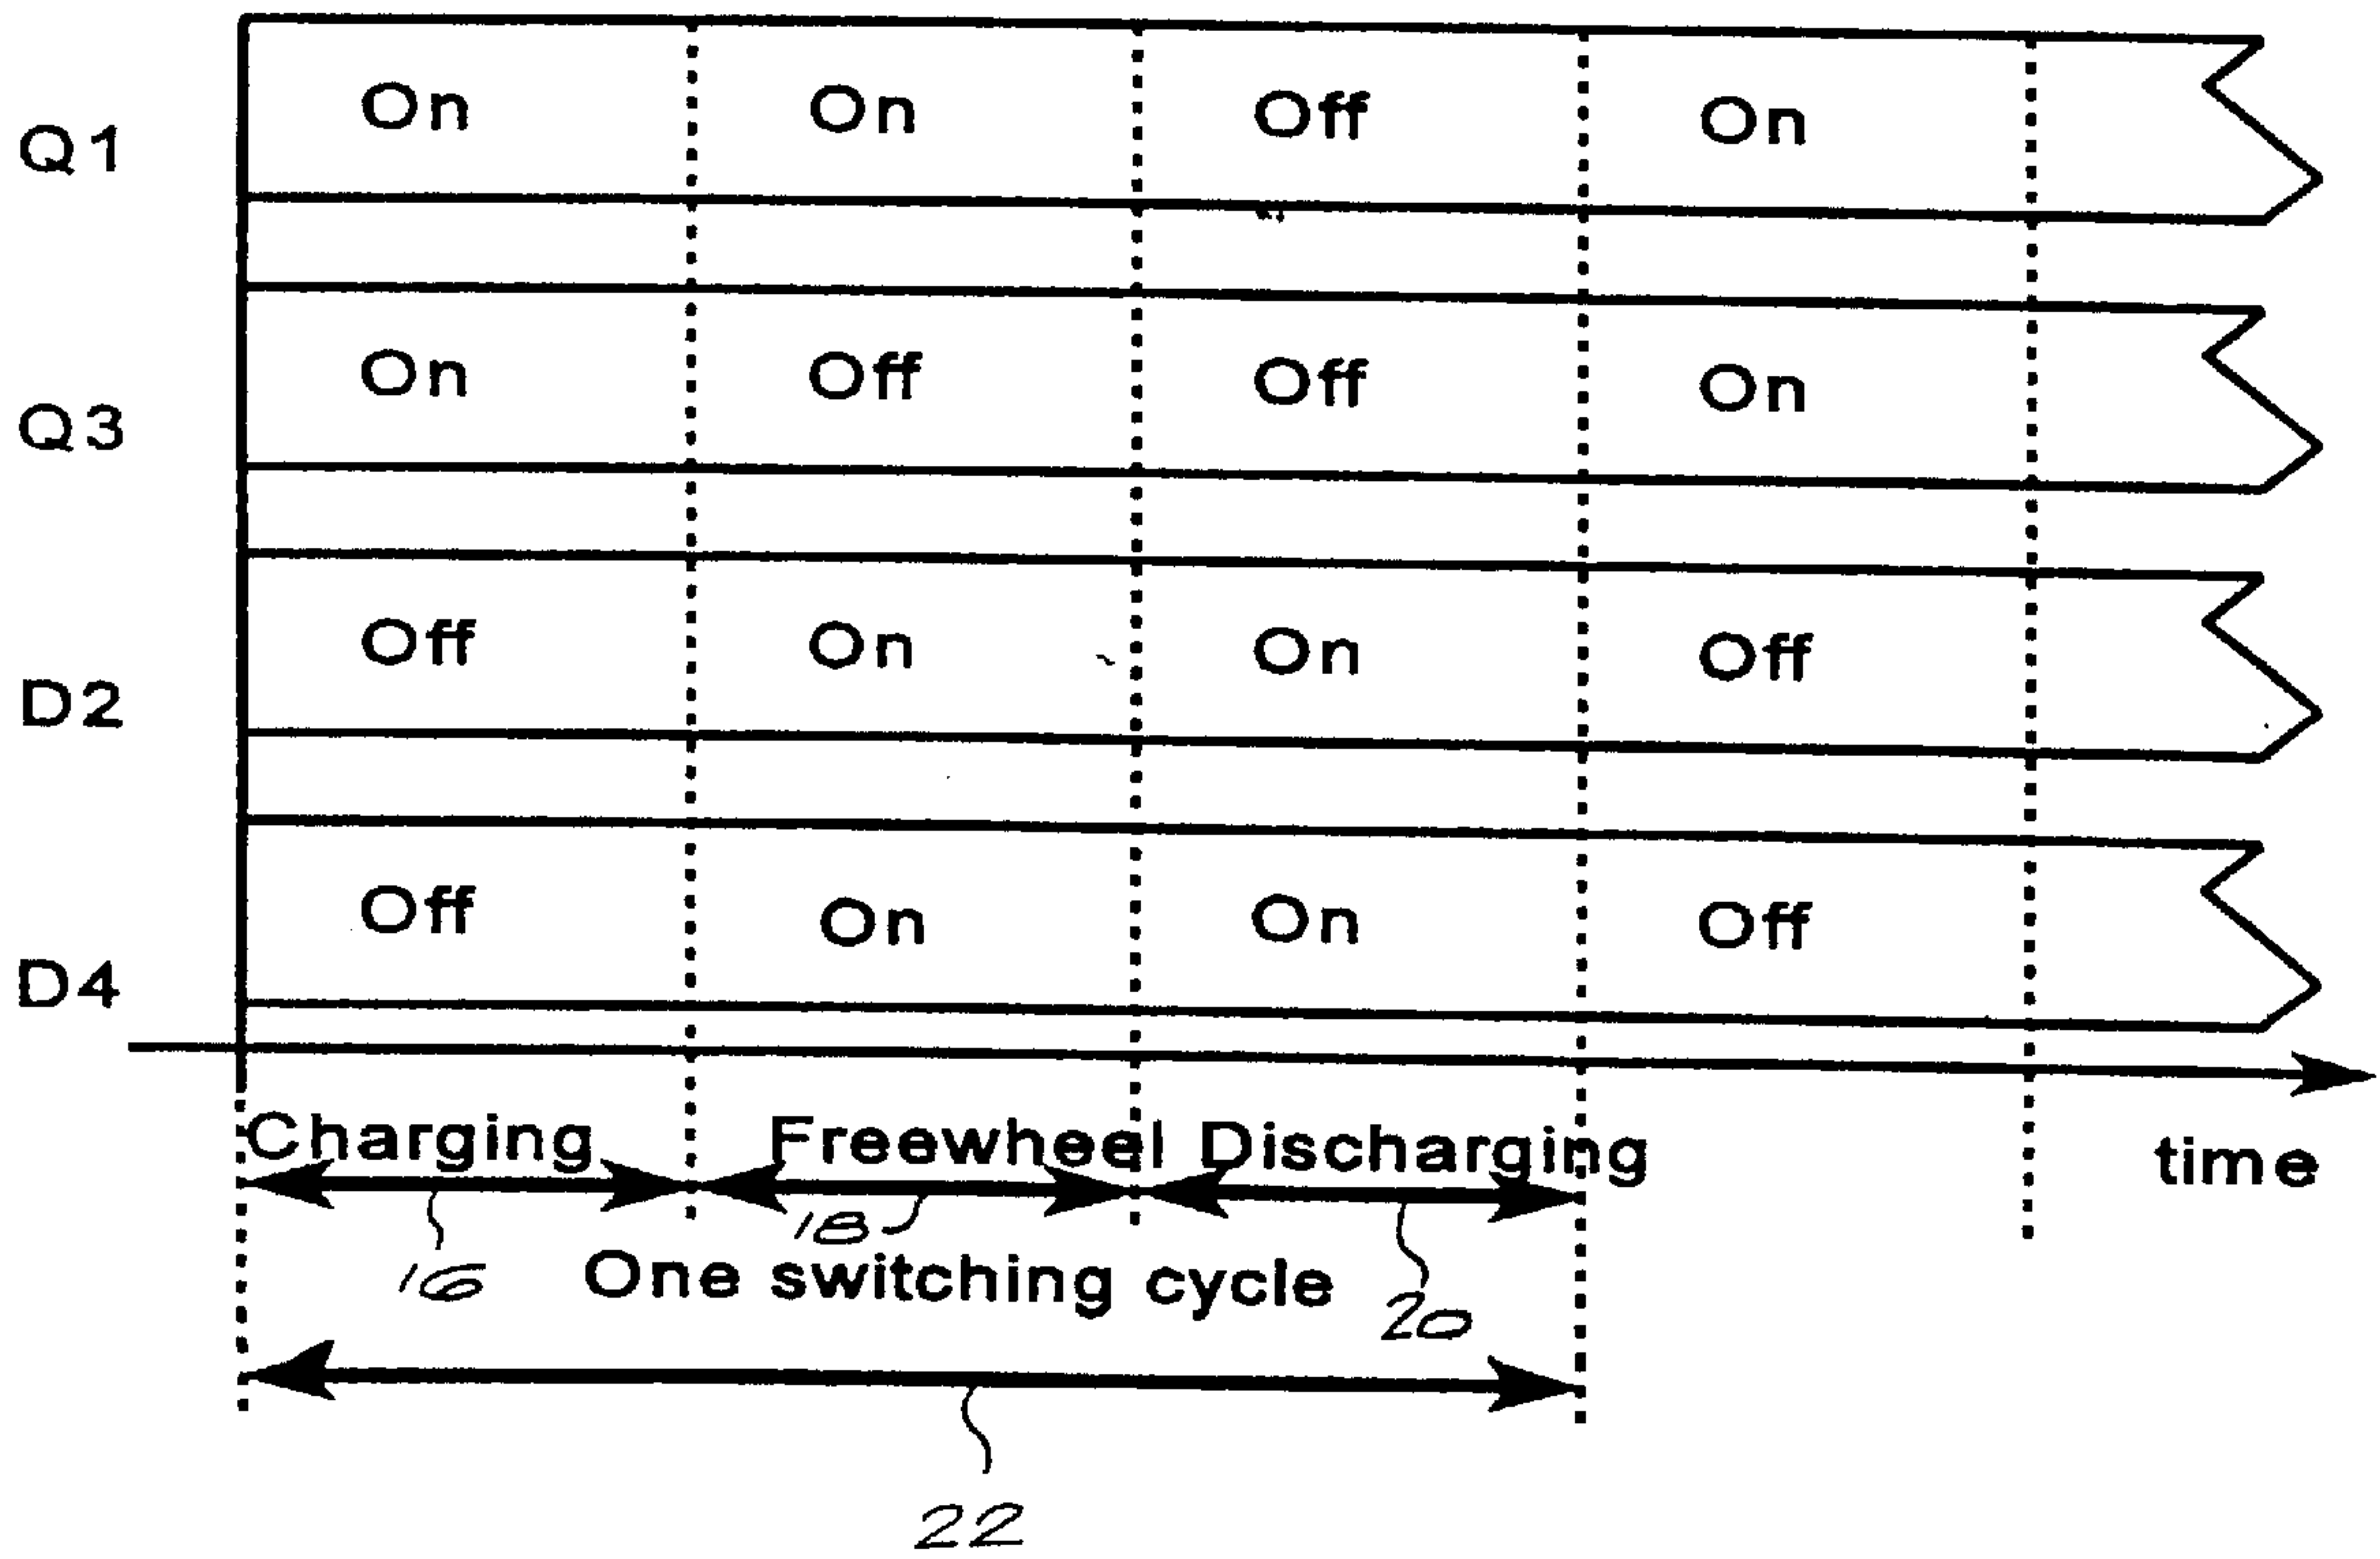 Q1 On On Off On
Q3 On Off Off On
D2 Off On On Off
D4 Off On On Off
Charging Freewheel Discharging time
16 18 20
One switching cycle
22